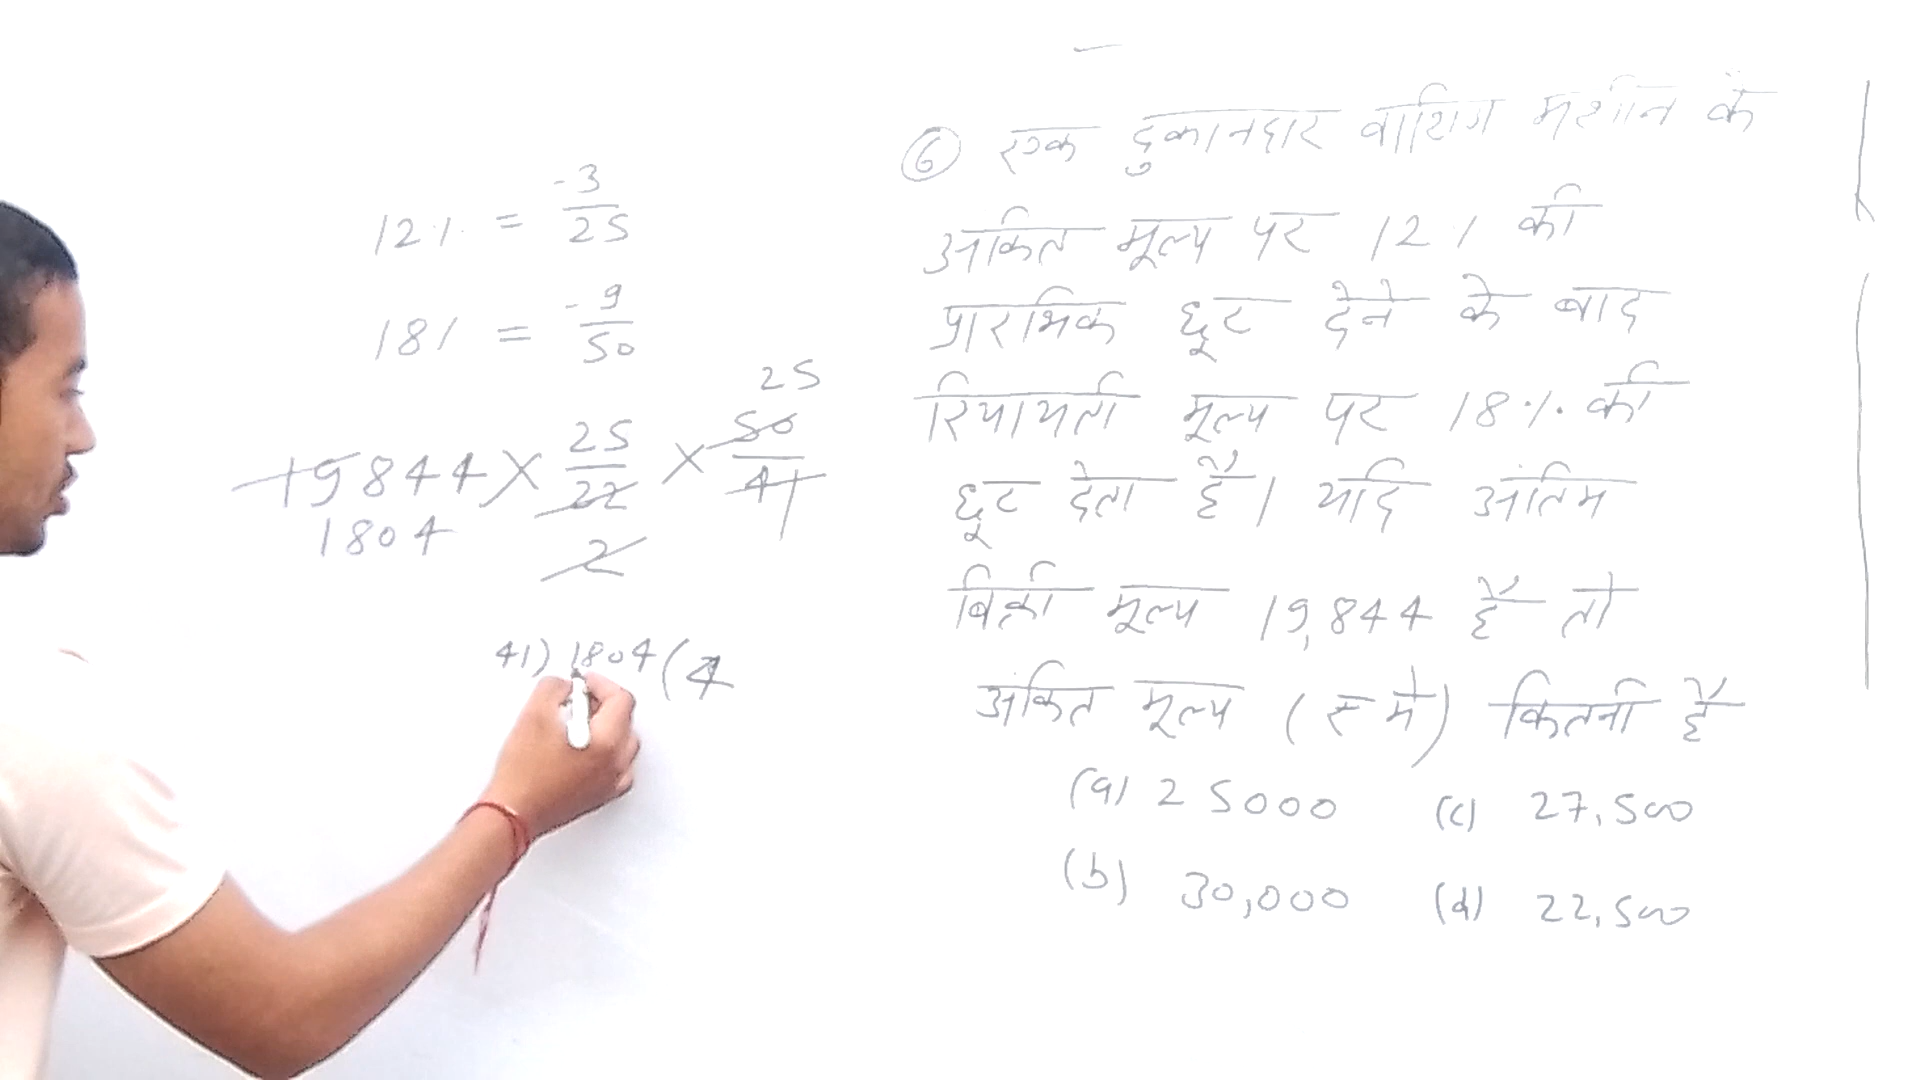 12% = -3/25
18% = -9/50
19844 × 25/22 × 50/41
25
1804
2
41) 1804 (4
⑥ एक दुकानदार वाशिंग मशीन के
अंकित मूल्य पर 12% की
प्रारंभिक छूट देने के बाद
रियायती मूल्य पर 18% की
छूट देता है। यदि अंतिम
बिक्री मूल्य 19,844 है तो
अंकित मूल्य (रू में) कितनी है
(a) 25000 (c) 27,500
(b) 30,000 (d) 22,500